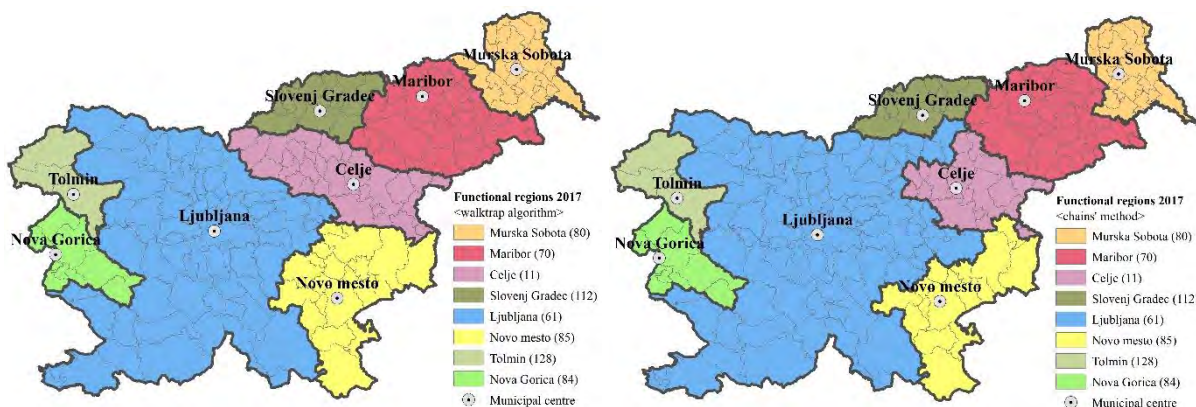 Murska Sobota
Maribor
Slovenj Gradec
Celje
Tolmin
Ljubljana
Nova Gorica
Novo mesto
Functional regions 2017
<walktrap algorithm>
Murska Sobota (80)
Maribor (70)
Celje (11)
Slovenj Gradec (112)
Ljubljana (61)
Novo mesto (85)
Tolmin (128)
Nova Gorica (84)
Municipal centre
Murska Sobota
Maribor
Slovenj Gradec
Celje
Tolmin
Ljubljana
Nova Gorica
Novo mesto
Functional regions 2017
<chains' method>
Murska Sobota (80)
Maribor (70)
Celje (11)
Slovenj Gradec (112
Ljubljana (61)
Novo mesto (85)
Tolmin (128)
Nova Gorica (84)
Municipal centre